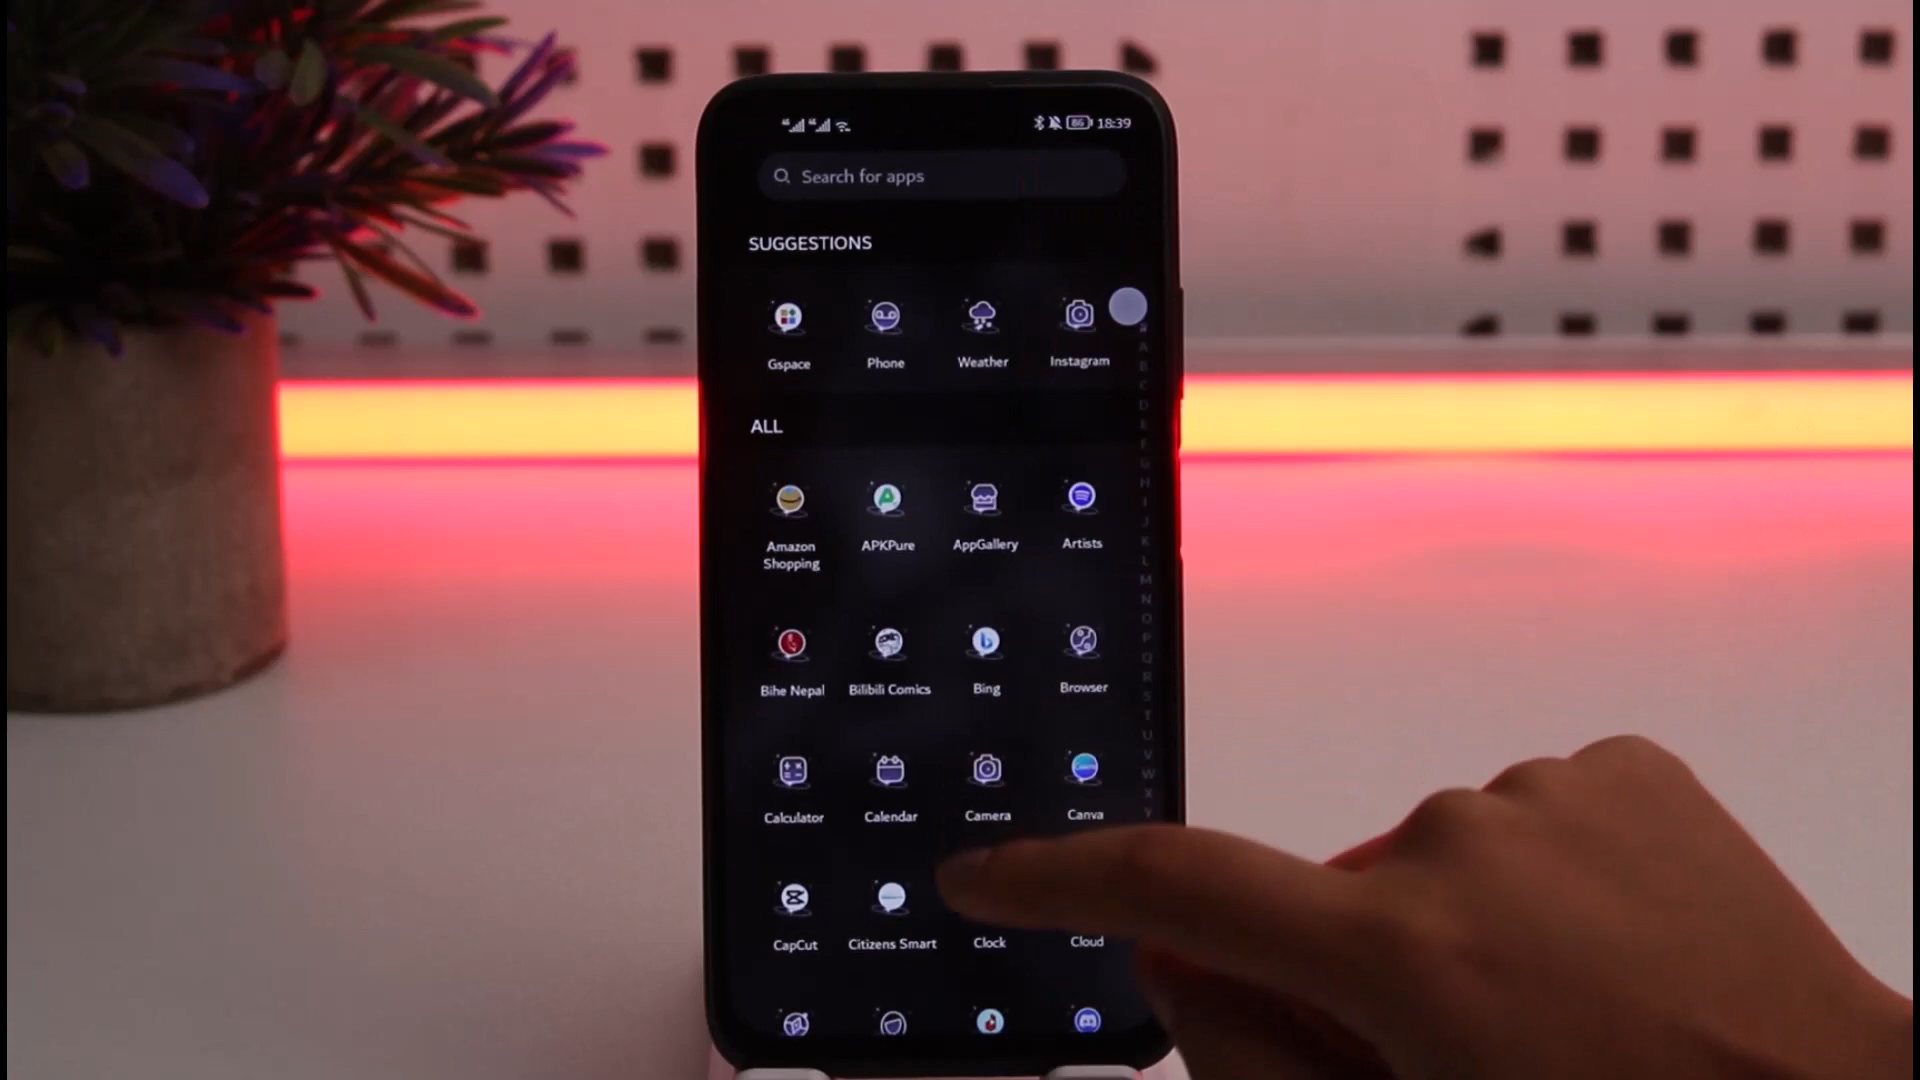 86 18:39
Search for apps
SUGGESTIONS
Gspace Phone Weather Instagram
ALL
Amazon Shopping APKPure AppGallery Artists
Bihe Nepal Bilibili Comics Bing Browser
Calculator Calendar Camera Canva
CapCut Citizens Smart Clock Cloud
A
B
C
D
E
F
G
H
I
J
K
L
M
N
O
P
Q
R
S
T
U
V
W
X
Y